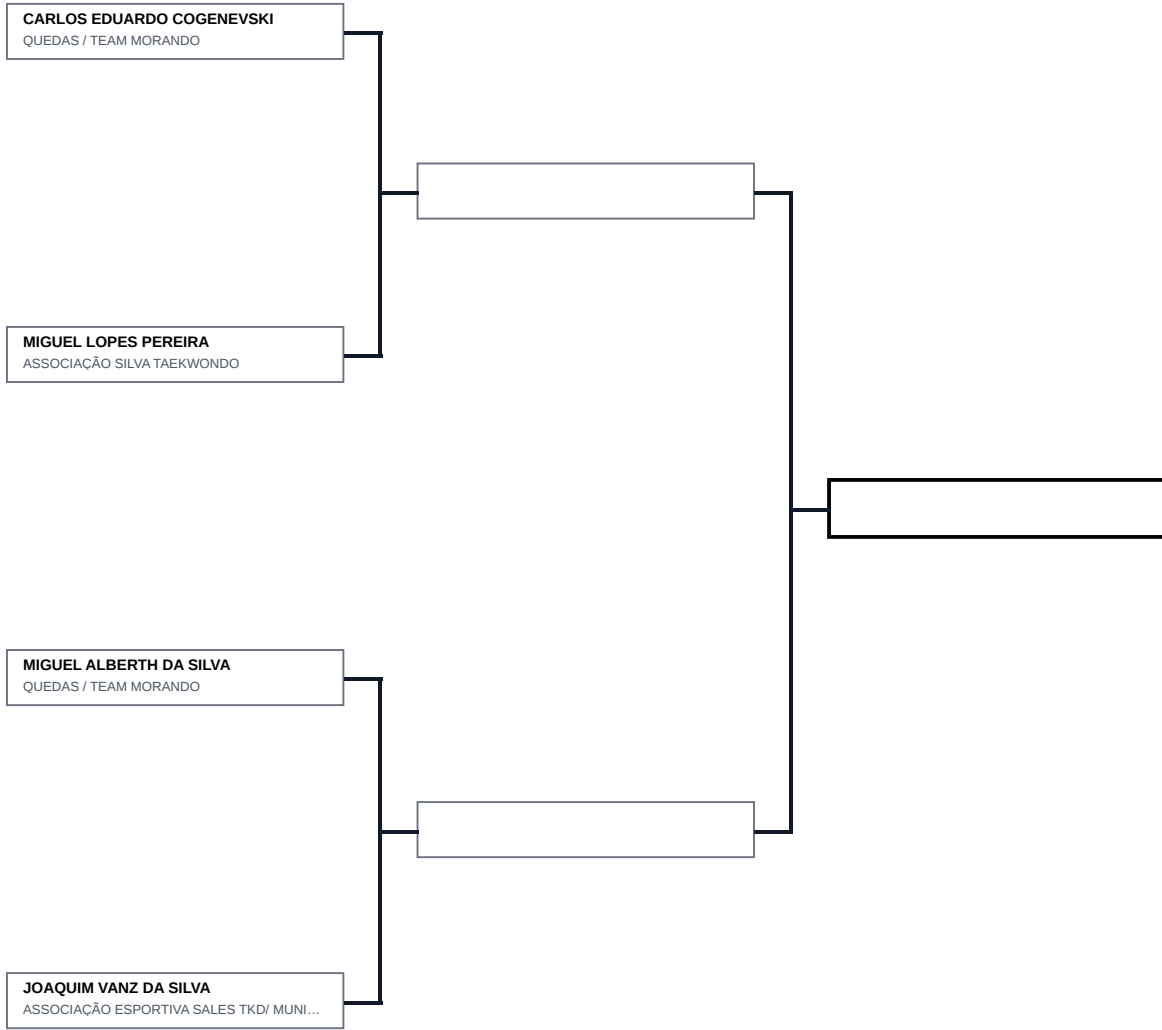 CARLOS EDUARDO COGENEVSKI
QUEDAS / TEAM MORANDO
MIGUEL LOPES PEREIRA
ASSOCIAÇÃO SILVA TAEKWONDO
MIGUEL ALBERTH DA SILVA
QUEDAS / TEAM MORANDO
JOAQUIM VANZ DA SILVA
ASSOCIAÇÃO ESPORTIVA SALES TKD/ MUNI...